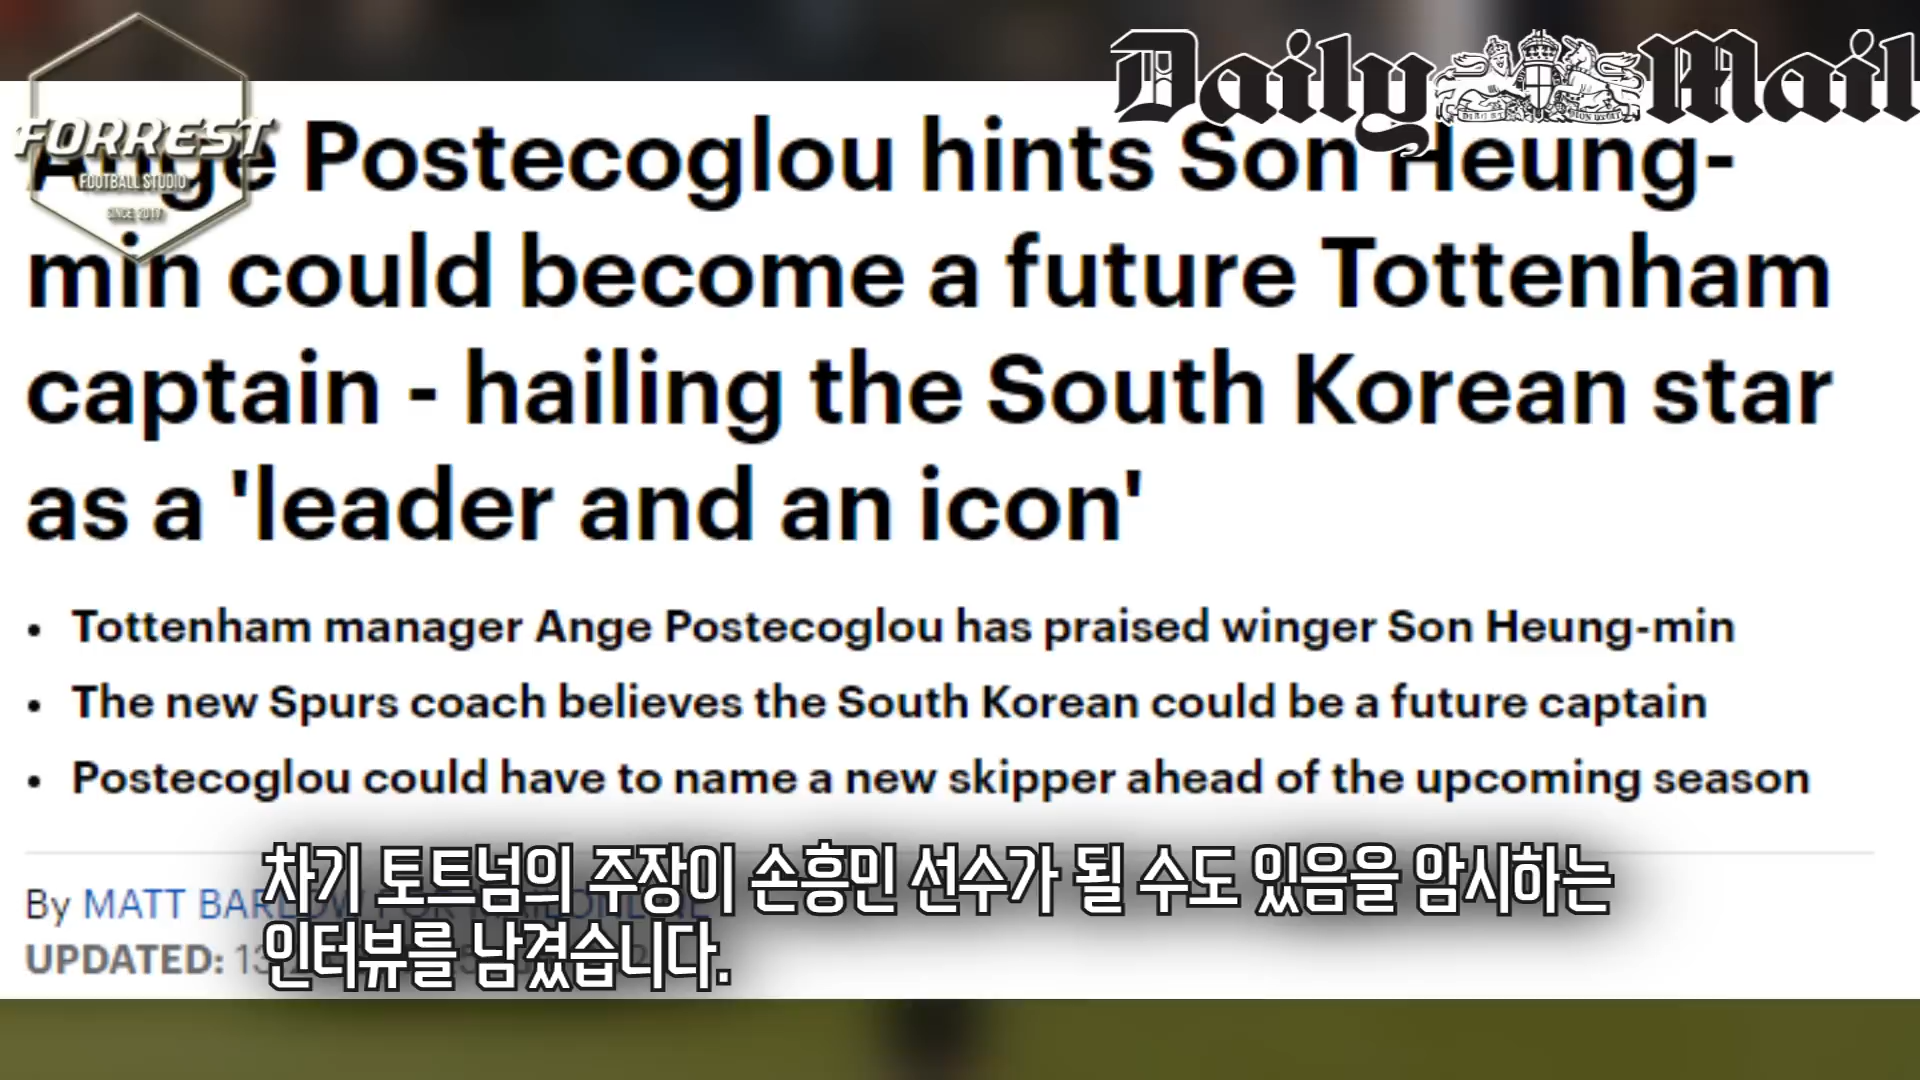 Daily Mail
FORREST
FOOTBALL STUDIO
SINCE 2017
Ange Postecoglou hints Son Heung-
min could become a future Tottenham
captain - hailing the South Korean star
as a 'leader and an icon'
• Tottenham manager Ange Postecoglou has praised winger Son Heung-min
• The new Spurs coach believes the South Korean could be a future captain
• Postecoglou could have to name a new skipper ahead of the upcoming season
차기 토트넘의 주장이 손흥민 선수가 될 수도 있음을 암시하는
인터뷰를 남겼습니다.
By MATT BARLOW FOR MAILONLINE
UPDATED: